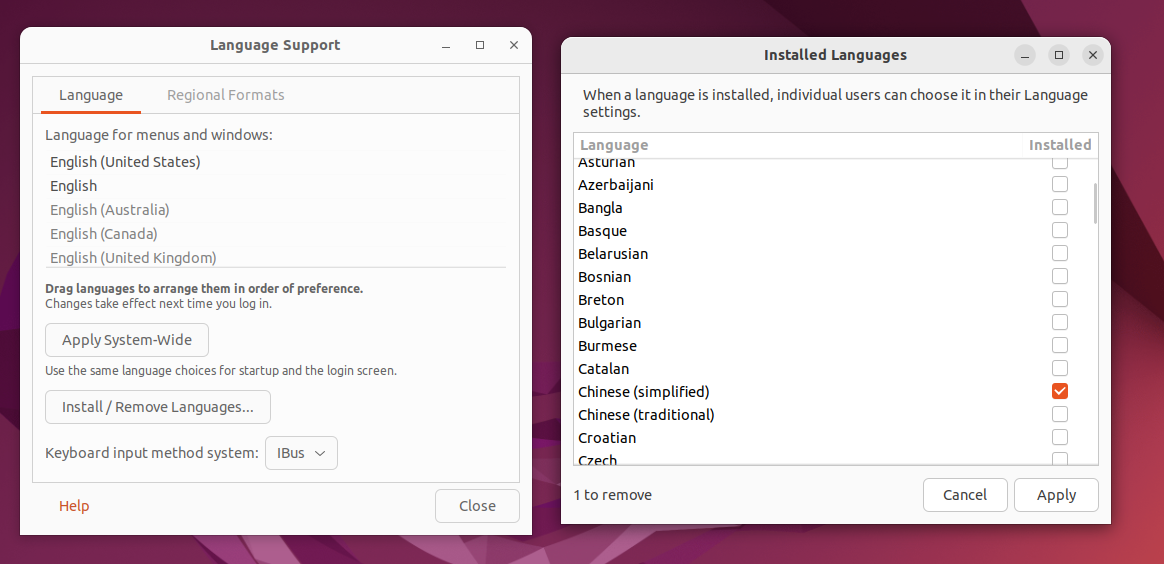 Language Support
Language
Regional Formats
Language for menus and windows:
English (United States)
English
English (Australia)
English (Canada)
English (United Kingdom)
Drag languages to arrange them in order of preference.
Changes take effect next time you log in.
Apply System-Wide
Use the same language choices for startup and the login screen.
Install / Remove Languages...
Keyboard input method system: IBus
Help
Close
Installed Languages
When a language is installed, individual users can choose it in their Language
settings.
Language Installed
Asturian
Azerbaijani
Bangla
Basque
Belarusian
Bosnian
Breton
Bulgarian
Burmese
Catalan
Chinese (simplified)
Chinese (traditional)
Croatian
Czech
1 to remove
Cancel
Apply